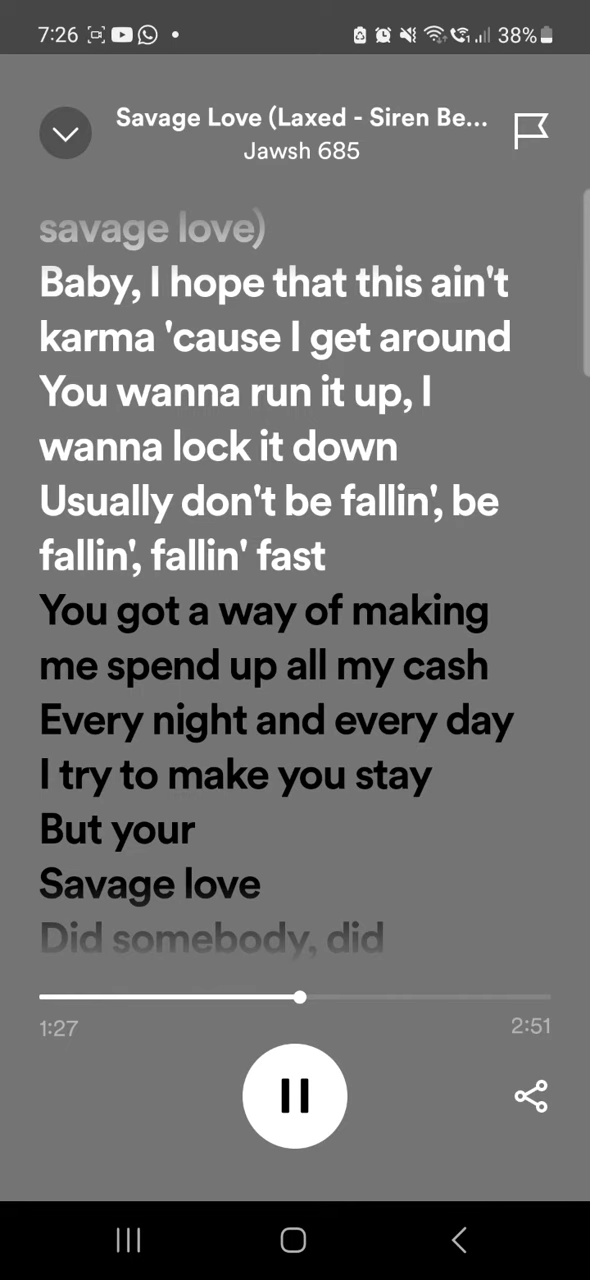 7:26
38%
Savage Love (Laxed - Siren Be...
Jawsh 685
savage love)
Baby, I hope that this ain't
karma 'cause I get around
You wanna run it up, I
wanna lock it down
Usually don't be fallin', be
fallin', fallin' fast
You got a way of making
me spend up all my cash
Every night and every day
I try to make you stay
But your
Savage love
Did somebody, did
1:27
2:51